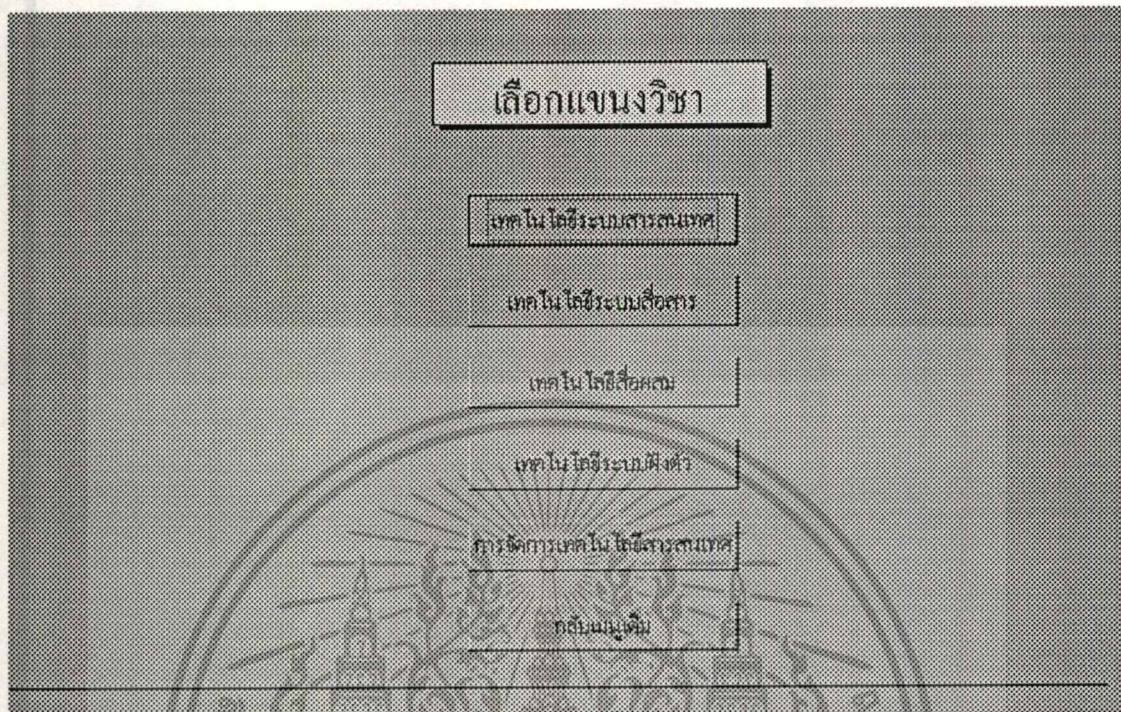 เลือกแขนงวิชา
เทคโนโลยีระบบสารสนเทศ
เทคโนโลยีระบบสื่อสาร
เทคโนโลยีสื่อผสม
เทคโนโลยีระบบฝังตัว
การจัดการเทคโนโลยีสารสนเทศ
กลับเมนูเดิม